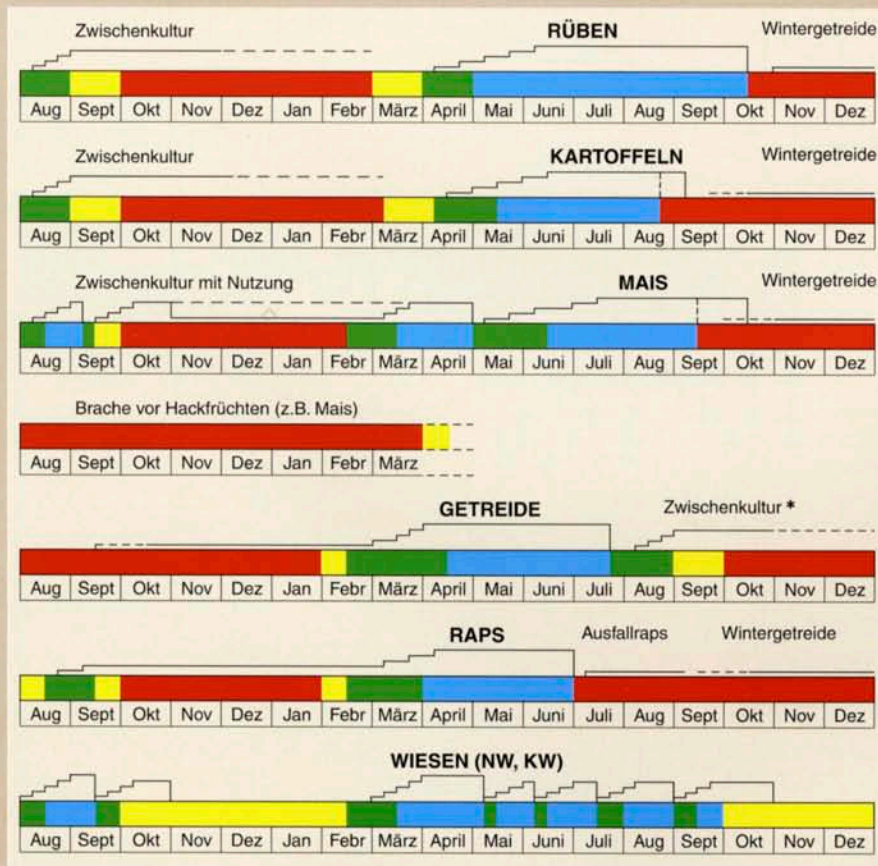 Zwischenkultur RÜBEN Wintergetreide
Aug Sept Okt Nov Dez Jan Febr März April Mai Juni Juli Aug Sept Okt Nov Dez
Zwischenkultur KARTOFFELN Wintergetreide
Aug Sept Okt Nov Dez Jan Febr März April Mai Juni Juli Aug Sept Okt Nov Dez
Zwischenkultur mit Nutzung MAIS Wintergetreide
Aug Sept Okt Nov Dez Jan Febr März April Mai Juni Juli Aug Sept Okt Nov Dez
Brache vor Hackfrüchten (z.B. Mais)
Aug Sept Okt Nov Dez Jan Febr März
GETREIDE Zwischenkultur *
Aug Sept Okt Nov Dez Jan Febr März April Mai Juni Juli Aug Sept Okt Nov Dez
RAPS Ausfallraps Wintergetreide
Aug Sept Okt Nov Dez Jan Febr März April Mai Juni Juli Aug Sept Okt Nov Dez
WIESEN (NW, KW)
Aug Sept Okt Nov Dez Jan Febr März April Mai Juni Juli Aug Sept Okt Nov Dez